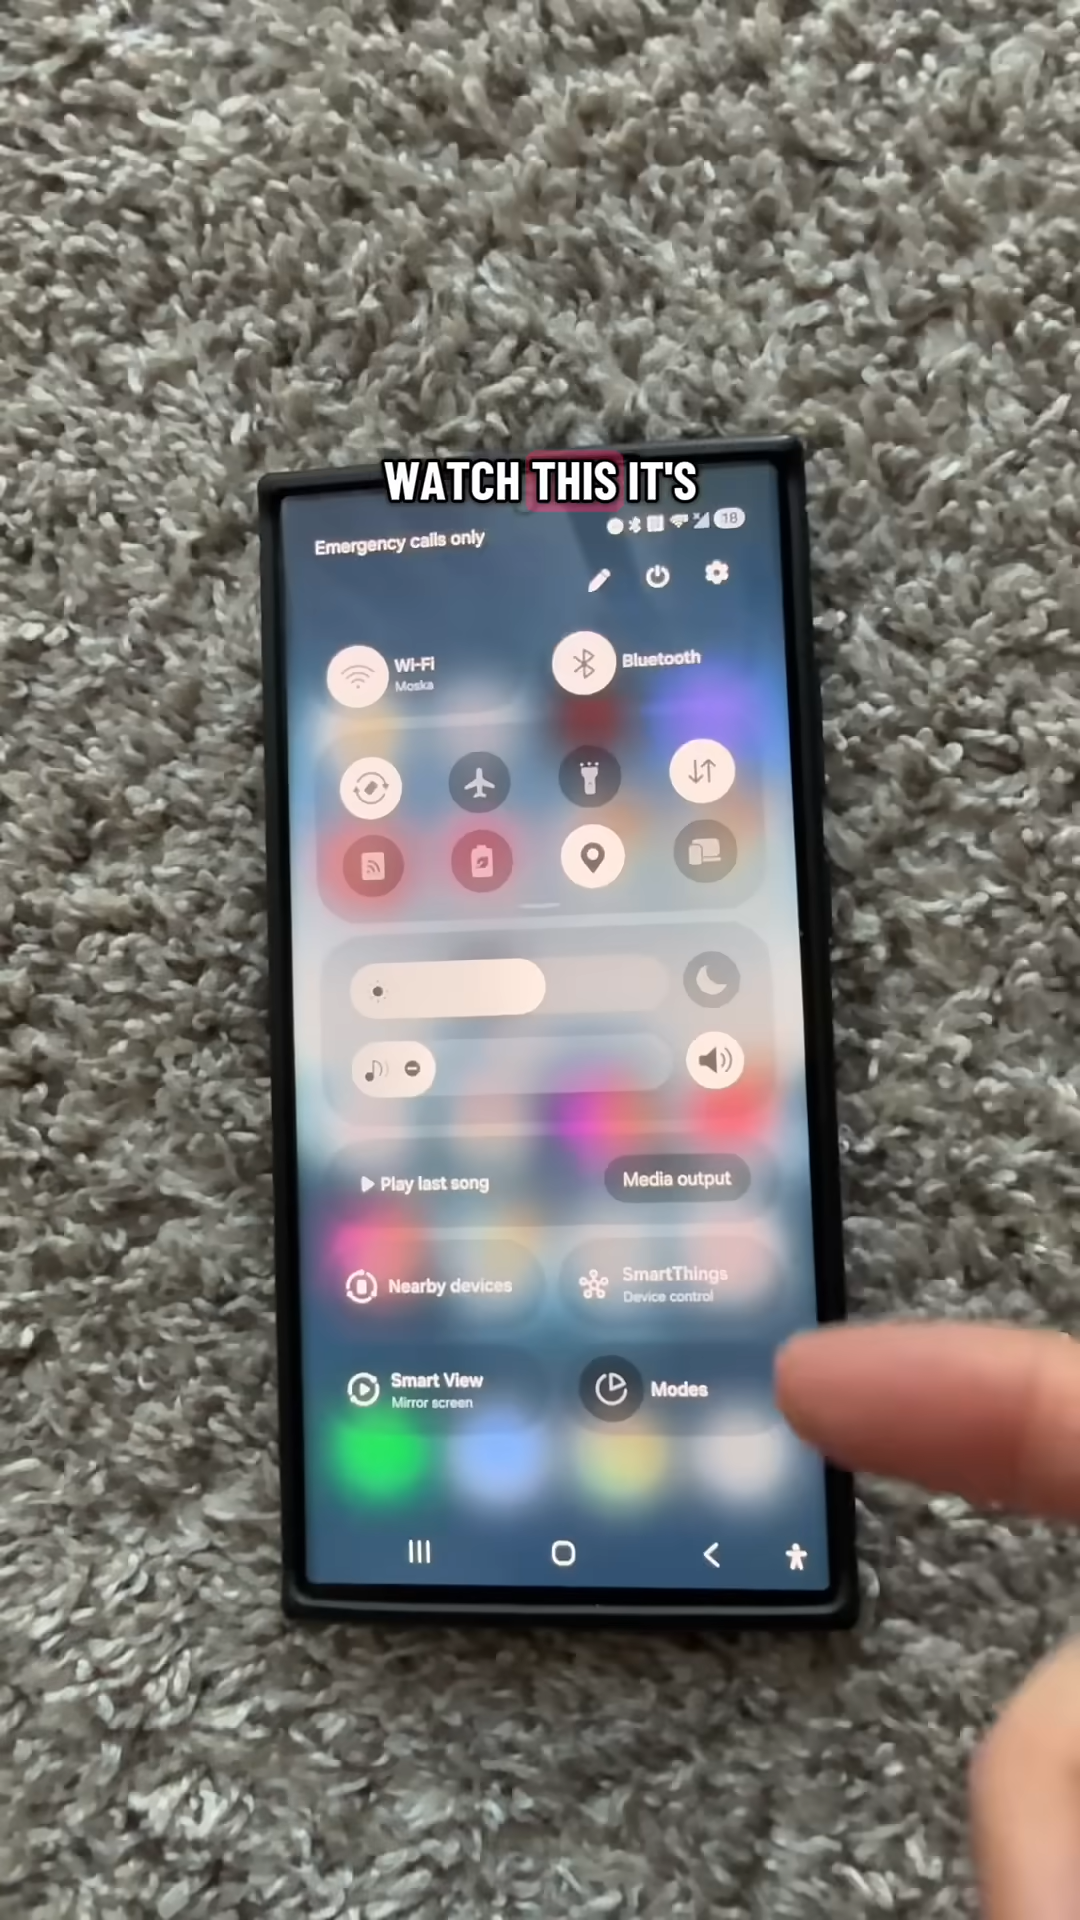 WATCH THIS IT'S
18
Emergency calls only
Wi-Fi
Moska
Bluetooth
Play last song
Media output
Nearby devices
SmartThings
Device control
Smart View
Mirror screen
Modes